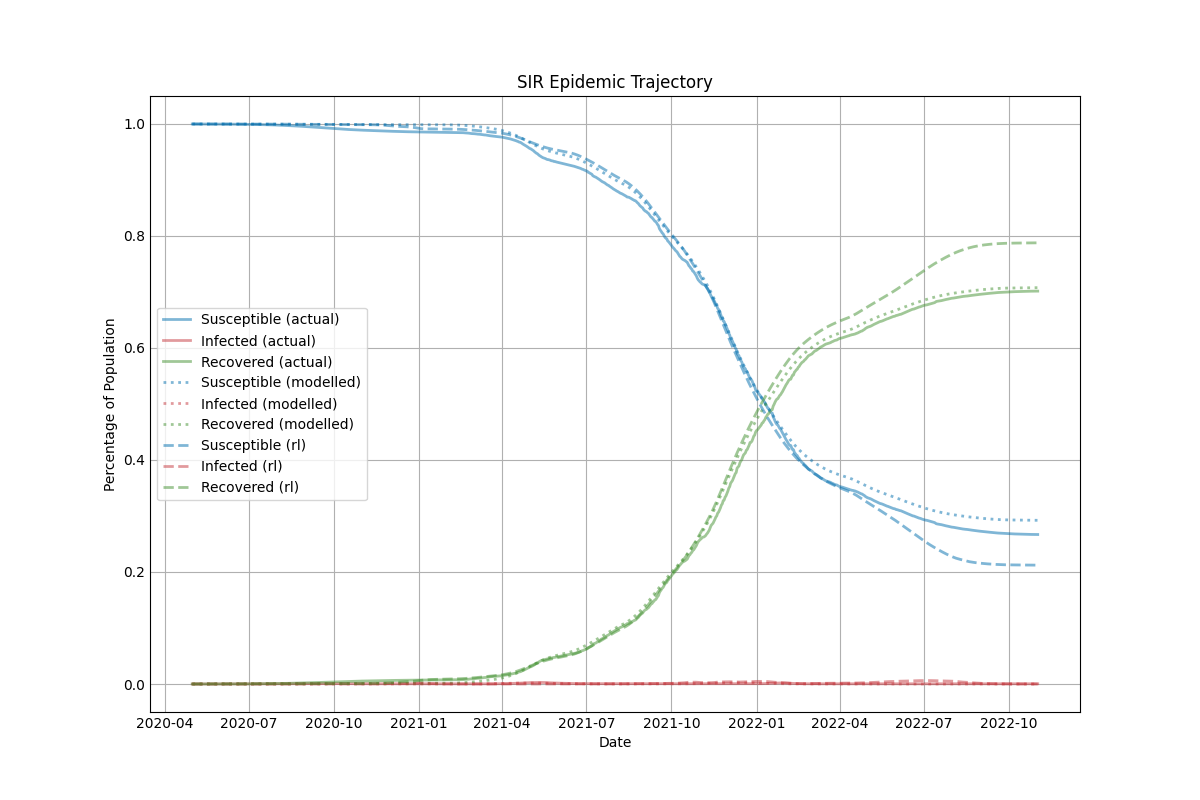 SIR Epidemic Trajectory
Percentage of Population
1.0
0.8
0.6
0.4
0.2
0.0
Susceptible (actual)
Infected (actual)
Recovered (actual)
Susceptible (modelled)
Infected (modelled)
Recovered (modelled)
Susceptible (rl)
Infected (rl)
Recovered (rl)
2020-04 2020-07 2020-10 2021-01 2021-04 2021-07 2021-10 2022-01 2022-04 2022-07 2022-10
Date